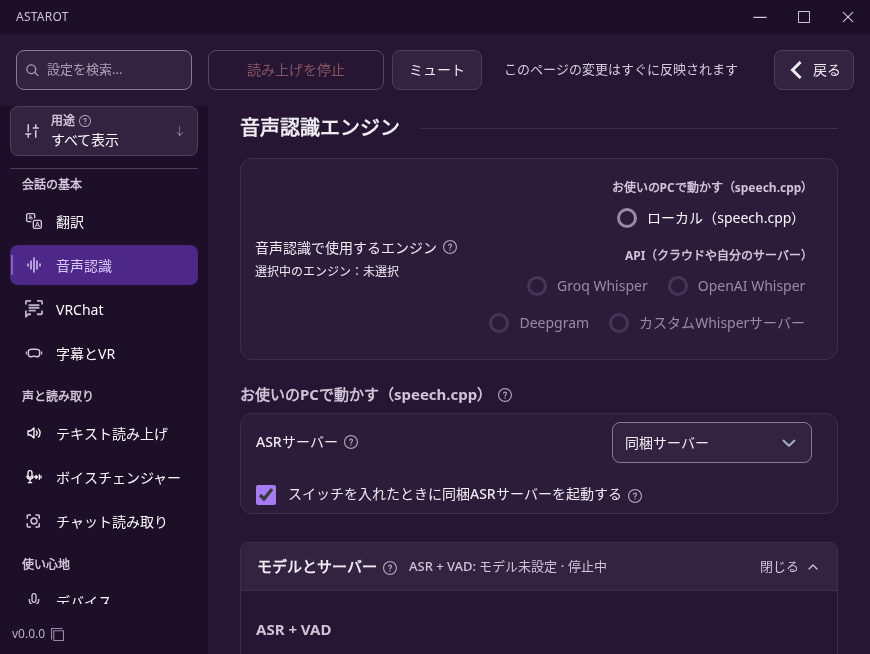 ASTAROT
設定を検索...
読み上げを停止
ミュート
このページの変更はすぐに反映されます
戻る
用途
すべて表示
会話の基本
翻訳
音声認識
VRChat
字幕とVR
声と読み取り
テキスト読み上げ
ボイスチェンジャー
チャット読み取り
使い心地
デバイス
v0.0.0
音声認識エンジン
音声認識で使用するエンジン
選択中のエンジン：未選択
お使いのPCで動かす（speech.cpp）
ローカル（speech.cpp）
API（クラウドや自分のサーバー）
Groq Whisper
OpenAI Whisper
Deepgram
カスタムWhisperサーバー
お使いのPCで動かす（speech.cpp）
ASRサーバー
同梱サーバー
スイッチを入れたときに同梱ASRサーバーを起動する
モデルとサーバー
ASR + VAD: モデル未設定 · 停止中
閉じる
ASR + VAD